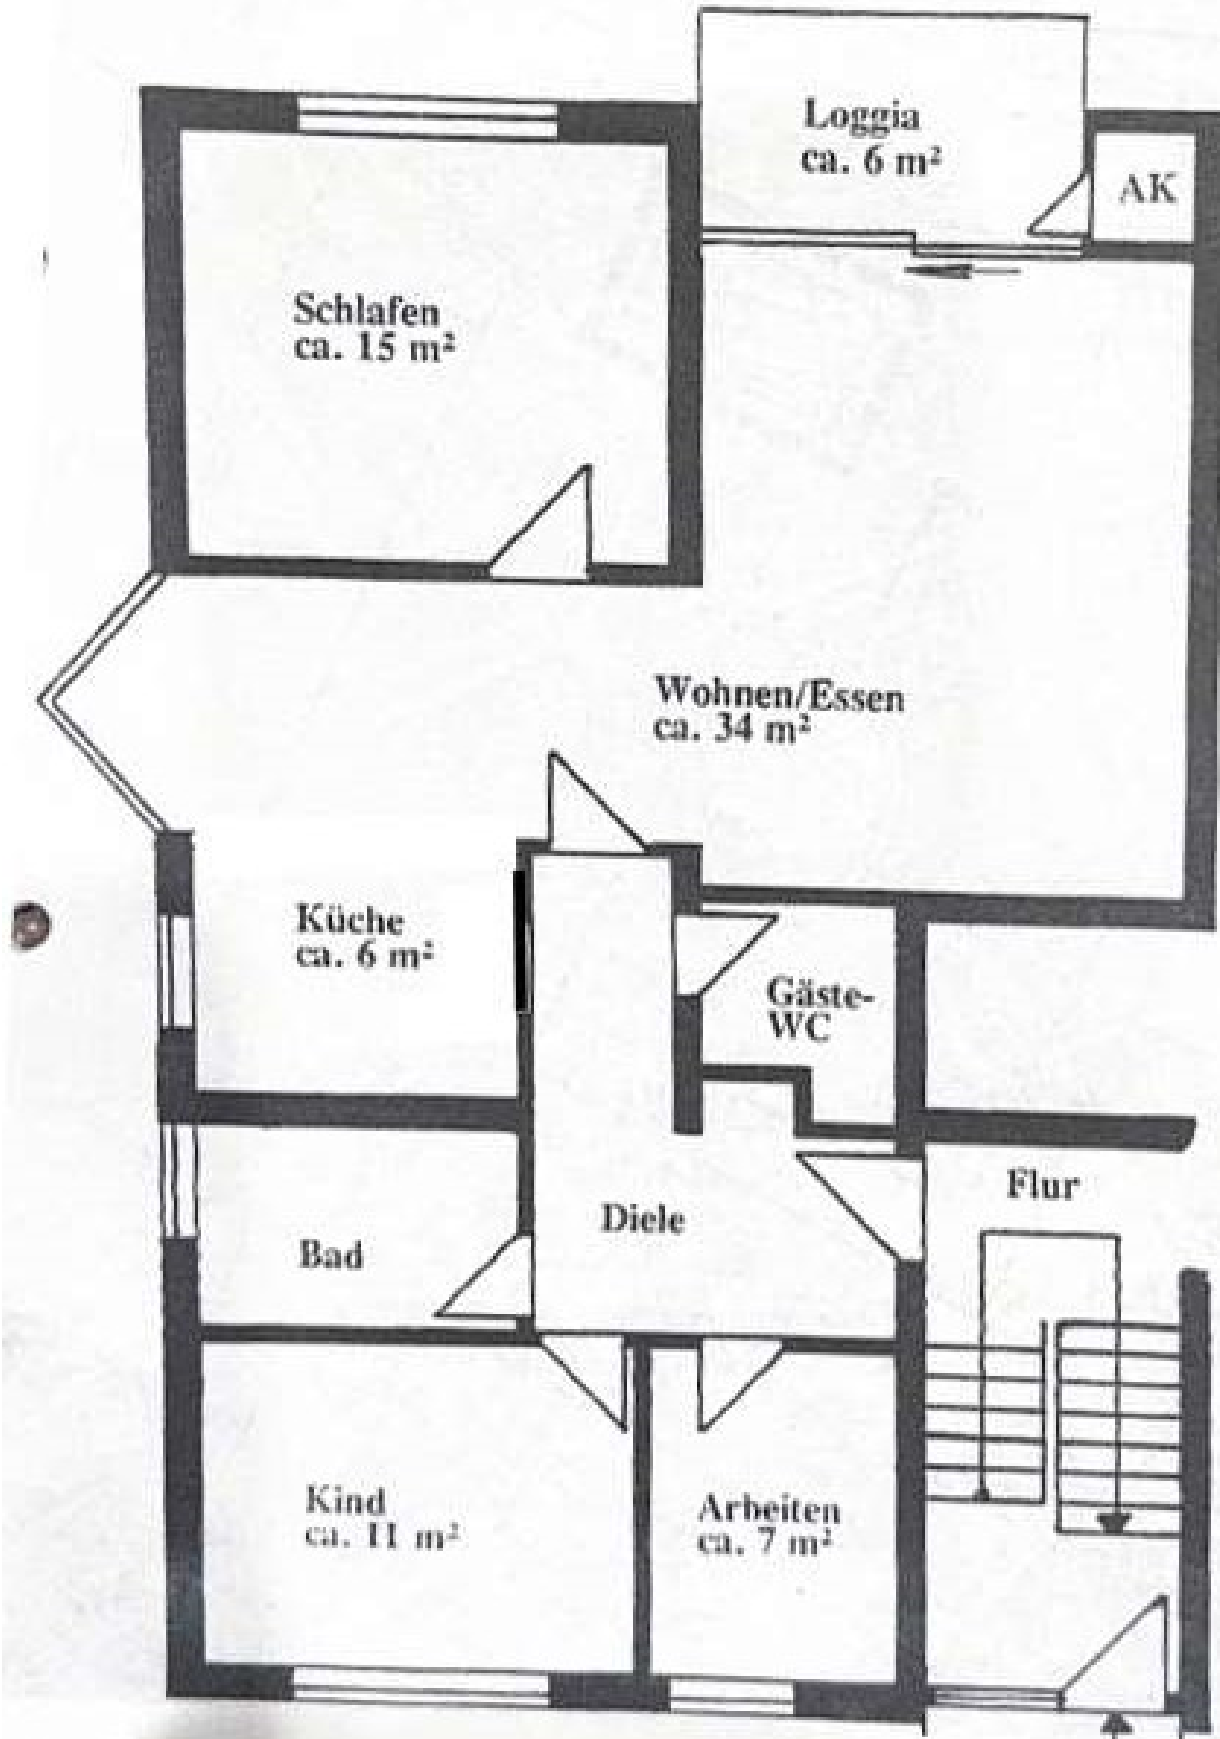 Loggia
ca. 6 m²
AK
Schlafen
ca. 15 m²
Wohnen/Essen
ca. 34 m²
Küche
ca. 6 m²
Gäste-
WC
Flur
Diele
Bad
Kind
ca. 11 m²
Arbeiten
ca. 7 m²